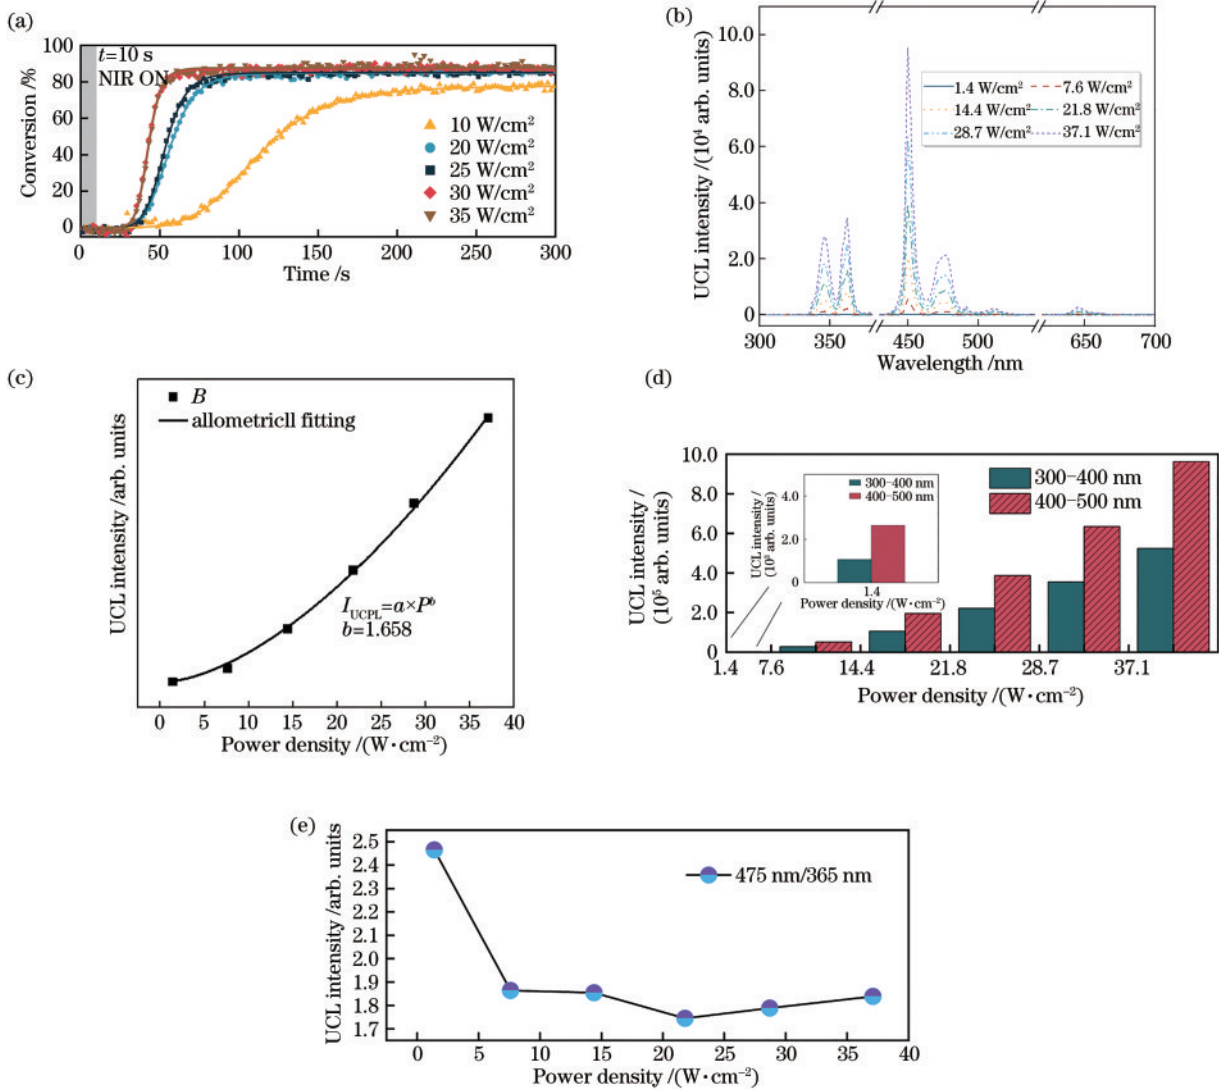 (a)
100
80
60
40
20
0
Conversion /%
t=10 s
NIR ON
10 W/cm²
20 W/cm²
25 W/cm²
30 W/cm²
35 W/cm²
0 50 100 150 200 250 300
Time /s
(b)
10.0
8.0
6.0
4.0
2.0
0
UCL intensity /(10⁴ arb. units)
1.4 W/cm² 7.6 W/cm²
14.4 W/cm² 21.8 W/cm²
28.7 W/cm² 37.1 W/cm²
300 350 450 500 650 700
Wavelength /nm
(c)
UCL intensity /arb. units
B
allometricll fitting
I_UCPL=a×P^b
b=1.658
0 5 10 15 20 25 30 35 40
Power density /(W·cm⁻²)
(d)
10.0
8.0
6.0
4.0
2.0
0
UCL intensity /
(10⁵ arb. units)
300–400 nm
400–500 nm
4.0
2.0
0
UCL intensity /
(10³ arb. units)
300–400 nm
400–500 nm
1.4
Power density /(W·cm⁻²)
1.4 7.6 14.4 21.8 28.7 37.1
Power density /(W·cm⁻²)
(e)
2.5
2.4
2.3
2.2
2.1
2.0
1.9
1.8
1.7
UCL intensity /arb. units
475 nm/365 nm
0 5 10 15 20 25 30 35 40
Power density /(W·cm⁻²)